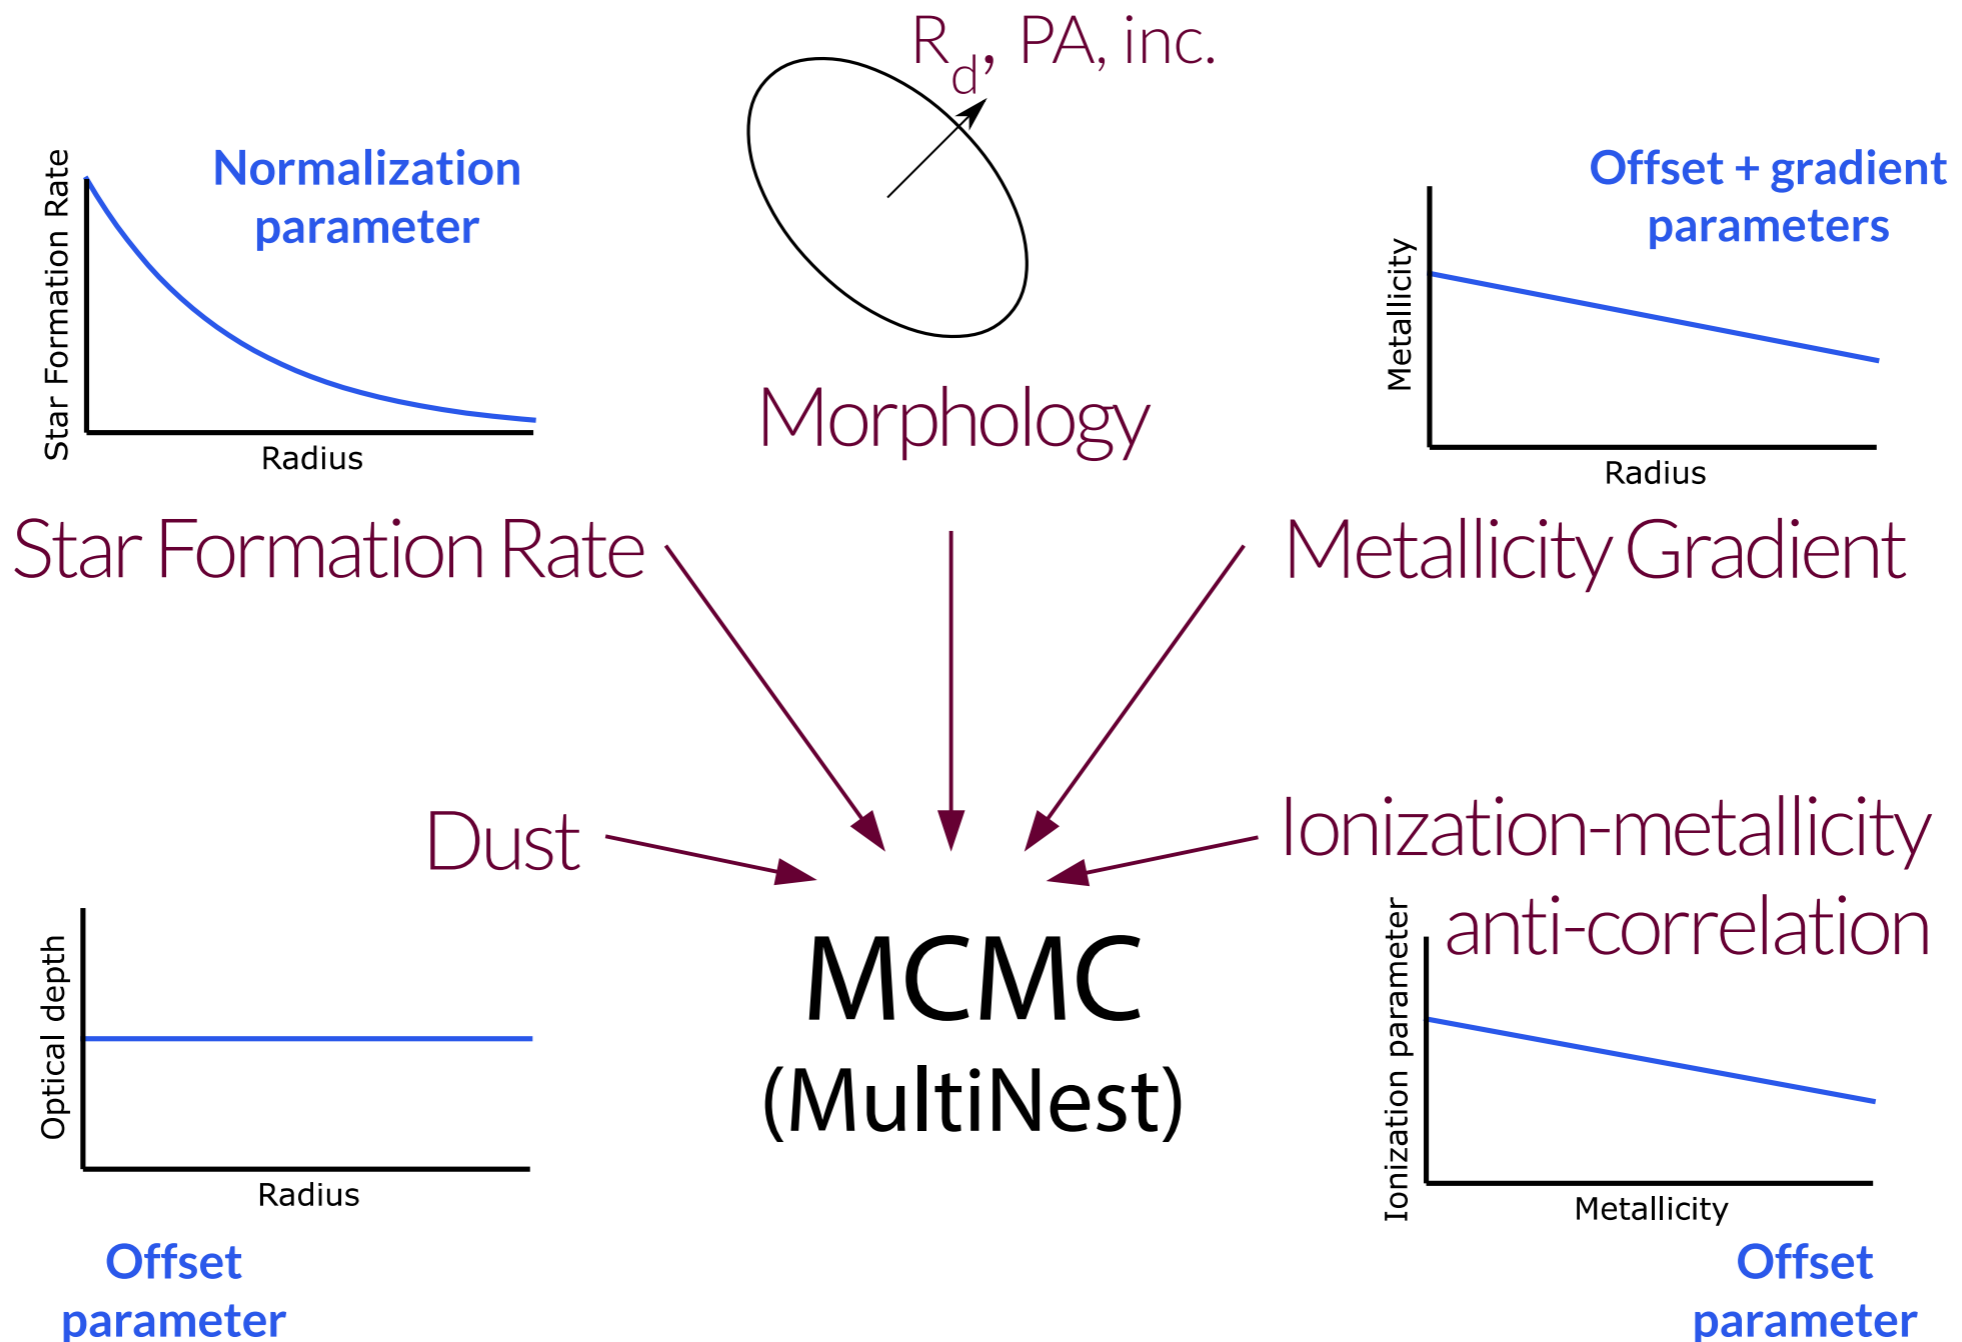 R_d, PA, inc.
Normalization
parameter
Star Formation Rate
Radius
Star Formation Rate
Morphology
Offset + gradient
parameters
Metallicity
Radius
Metallicity Gradient
Dust
Optical depth
Radius
Offset
parameter
MCMC
(MultiNest)
Ionization-metallicity
anti-correlation
Ionization parameter
Metallicity
Offset
parameter